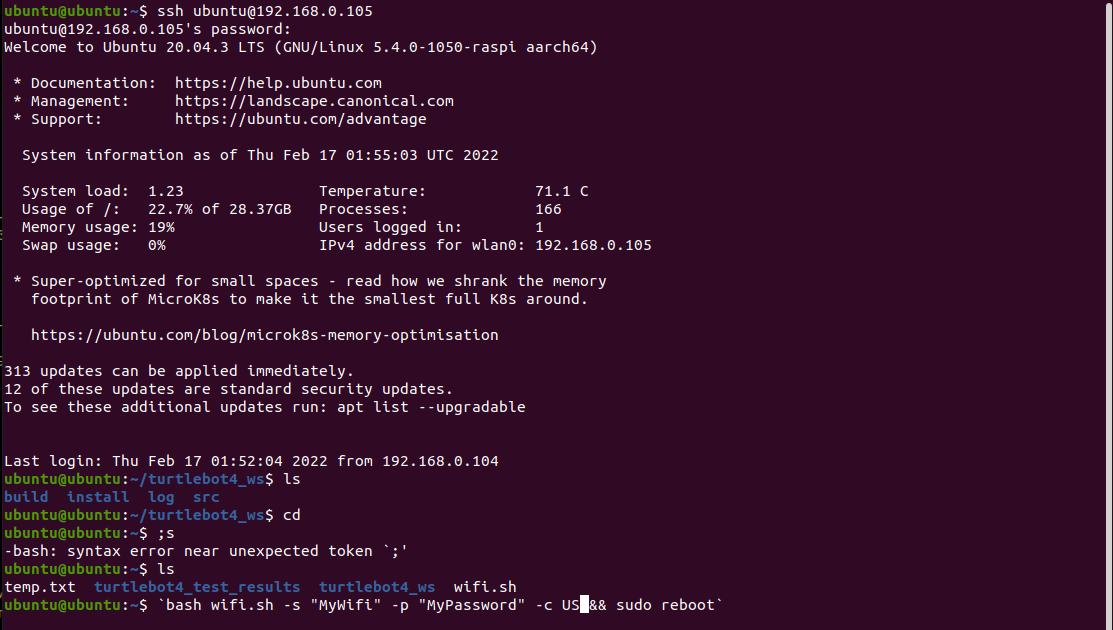 ubuntu@ubuntu:~$ ssh ubuntu@192.168.0.105
ubuntu@192.168.0.105's password:
Welcome to Ubuntu 20.04.3 LTS (GNU/Linux 5.4.0-1050-raspi aarch64)
* Documentation:  https://help.ubuntu.com
* Management:     https://landscape.canonical.com
* Support:        https://ubuntu.com/advantage
System information as of Thu Feb 17 01:55:03 UTC 2022
System load:  1.23               Temperature:            71.1 C
Usage of /:   22.7% of 28.37GB   Processes:              166
Memory usage: 19%                Users logged in:        1
Swap usage:   0%                 IPv4 address for wlan0: 192.168.0.105
* Super-optimized for small spaces - read how we shrank the memory
footprint of MicroK8s to make it the smallest full K8s around.
https://ubuntu.com/blog/microk8s-memory-optimisation
313 updates can be applied immediately.
12 of these updates are standard security updates.
To see these additional updates run: apt list --upgradable
Last login: Thu Feb 17 01:52:04 2022 from 192.168.0.104
ubuntu@ubuntu:~/turtlebot4_ws$ ls
build  install  log  src
ubuntu@ubuntu:~/turtlebot4_ws$ cd
ubuntu@ubuntu:~$ ;s
-bash: syntax error near unexpected token `;'
ubuntu@ubuntu:~$ ls
temp.txt  turtlebot4_test_results  turtlebot4_ws  wifi.sh
ubuntu@ubuntu:~$ `bash wifi.sh -s "MyWifi" -p "MyPassword" -c US && sudo reboot`